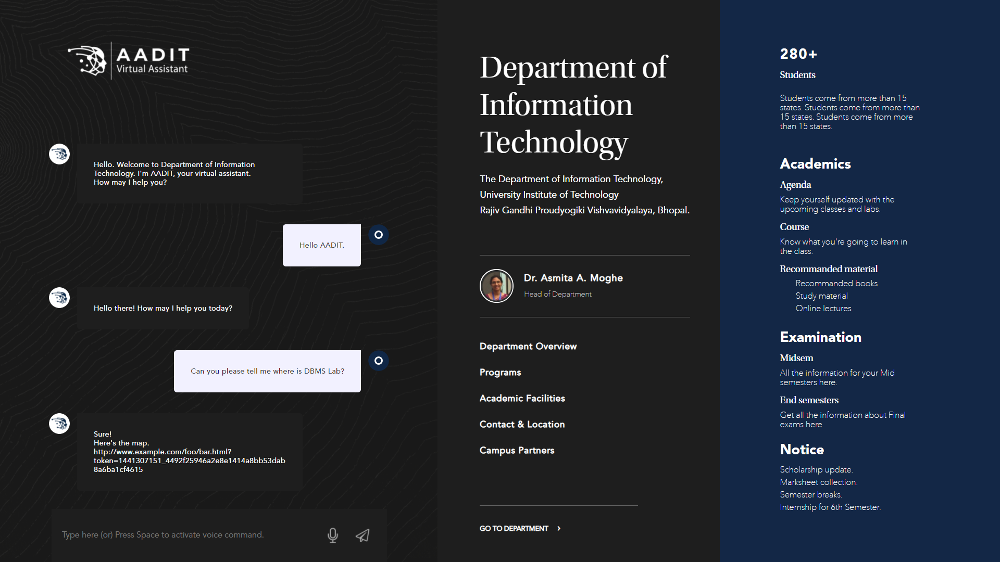 AADIT
Virtual Assistant
Hello. Welcome to Department of Information
Technology. I'm AADIT, your virtual assistant.
How may I help you?
Hello AADIT.
Hello there! How may I help you today?
Can you please tell me where is DBMS Lab?
Sure!
Here's the map.
http://www.example.com/foo/bar.html?
token=1441307151_4492f25946a2e8e1414a8bb53dab
8a6ba1cf4615
Type here (or) Press Space to activate voice command.
Department of
Information
Technology
The Department of Information Technology,
University Institute of Technology
Rajiv Gandhi Proudyogiki Vishvavidyalaya, Bhopal.
Dr. Asmita A. Moghe
Head of Department
Department Overview
Programs
Academic Facilities
Contact & Location
Campus Partners
GO TO DEPARTMENT
280+
Students
Students come from more than 15
states. Students come from more than
15 states. Students come from more
than 15 states.
Academics
Agenda
Keep yourself updated with the
upcoming classes and labs.
Course
Know what you're going to learn in
the class.
Recommanded material
Recommanded books
Study material
Online lectures
Examination
Midsem
All the information for your Mid
semesters here.
End semesters
Get all the information about Final
exams here
Notice
Scholarship update.
Marksheet collection.
Semester breaks.
Internship for 6th Semester.